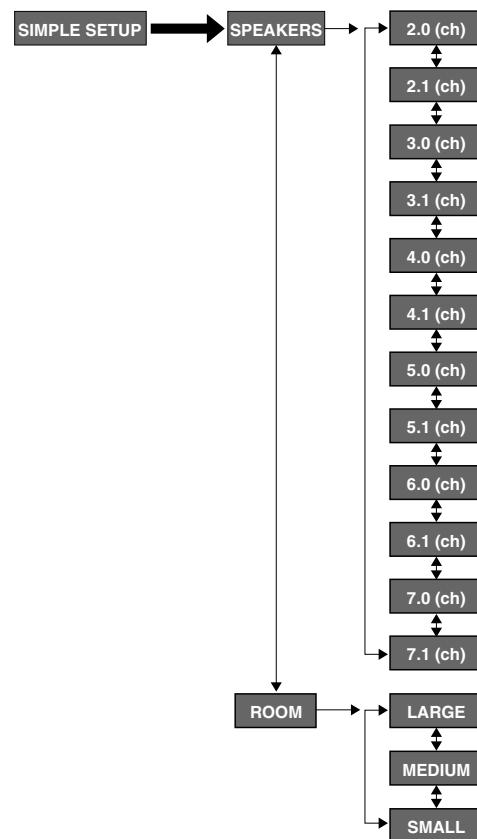 SIMPLE SETUP
SPEAKERS
2.0 (ch)
2.1 (ch)
3.0 (ch)
3.1 (ch)
4.0 (ch)
4.1 (ch)
5.0 (ch)
5.1 (ch)
6.0 (ch)
6.1 (ch)
7.0 (ch)
7.1 (ch)
ROOM
LARGE
MEDIUM
SMALL